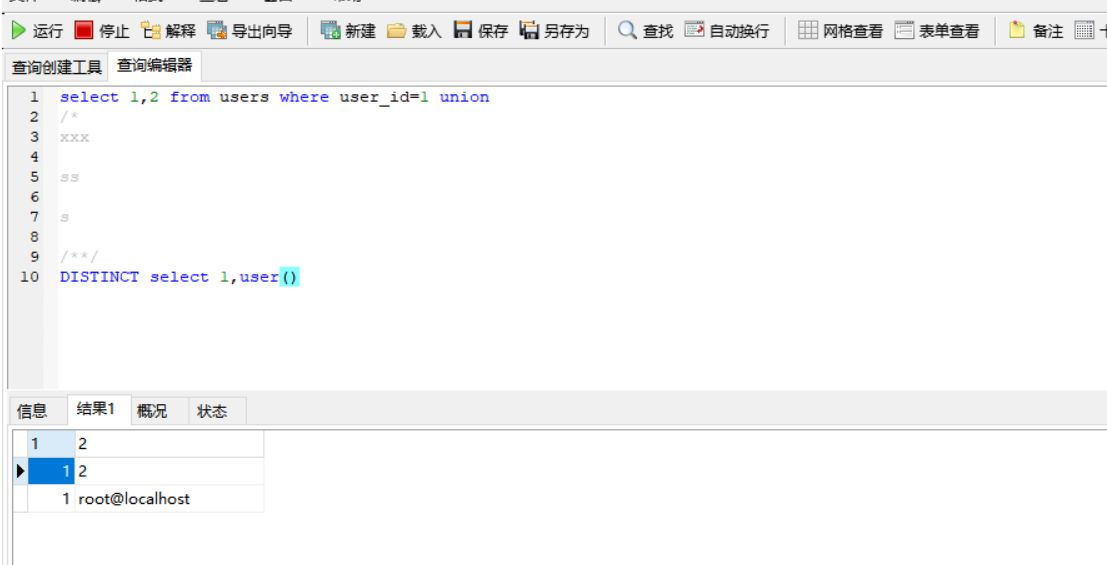 运行 停止 解释 导出向导 新建 载入 保存 另存为 查找 自动换行 网格查看 表单查看 备注
查询创建工具 查询编辑器
1 select 1,2 from users where user_id=1 union
2 /*
3 xxx
4
5 ss
6
7 s
8
9 /**/
10 DISTINCT select 1,user()
信息 结果1 概况 状态
1 2
1 2
1 root@localhost